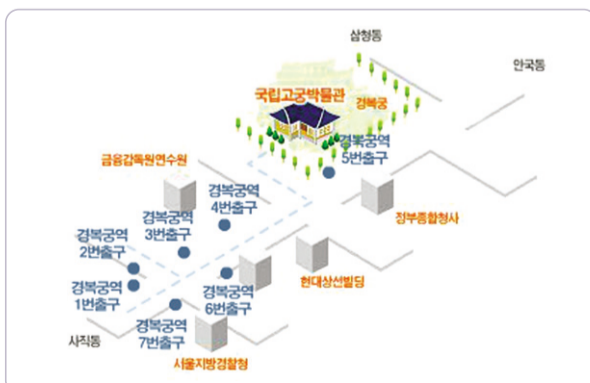 삼청동
안국동
국립고궁박물관
경복궁
경복궁역
5번출구
금융감독원연수원
경복궁역
4번출구
정부종합청사
경복궁역
3번출구
경복궁역
2번출구
현대상선빌딩
경복궁역
1번출구
경복궁역
6번출구
경복궁역
7번출구
사직동
서울지방경찰청